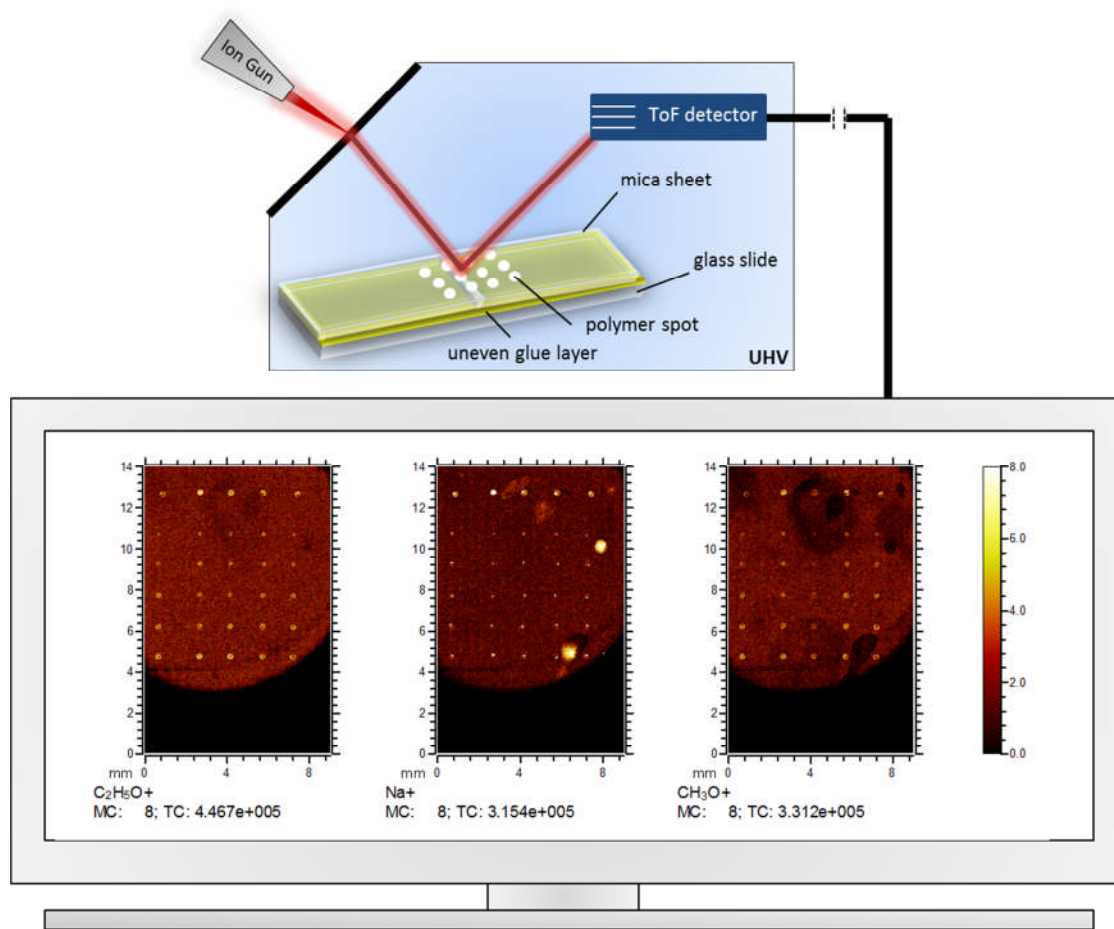 Ion Gun
ToF detector
mica sheet
glass slide
polymer spot
uneven glue layer
UHV
14
12
10
8
6
4
2
0
mm 0 4 8
C₂H₅O+
MC: 8; TC: 4.467e+005
14
12
10
8
6
4
2
0
mm 0 4 8
Na+
MC: 8; TC: 3.154e+005
14
12
10
8
6
4
2
0
mm 0 4 8
CH₃O+
MC: 8; TC: 3.312e+005
8.0
6.0
4.0
2.0
0.0